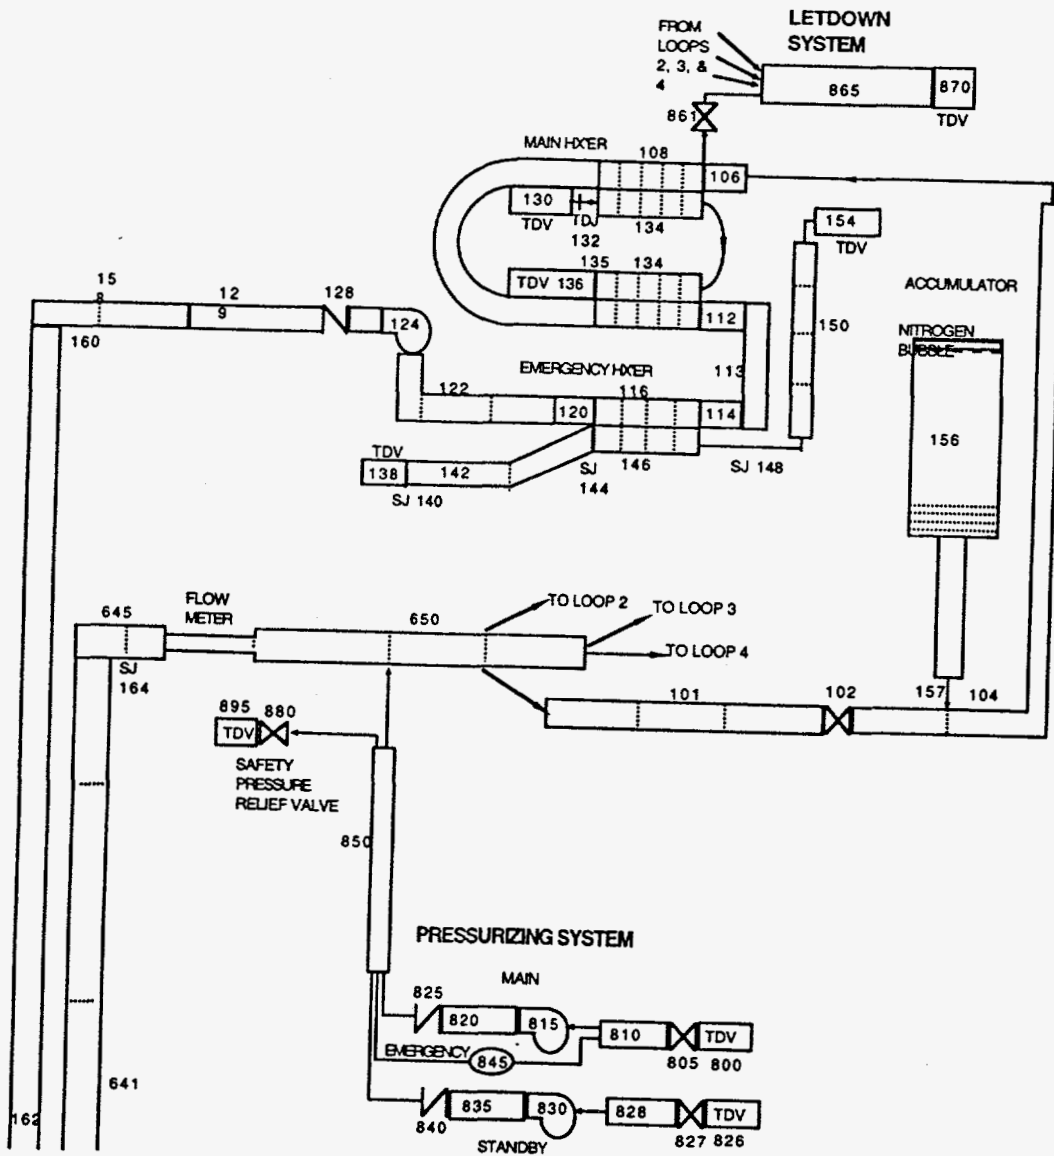 LETDOWN
SYSTEM
FROM
LOOPS
2, 3, &
4
865
870
TDV
861
MAIN HX'ER
108
106
130
TDV
TDJ
132
134
154
TDV
135
134
TDV 136
112
150
ACCUMULATOR
NITROGEN
BUBBLE
15
8
12
9
128
124
160
113
EMERGENCY HX'ER
122
116
120
114
156
TDV
138
142
SJ 140
SJ
144
146
SJ 148
645
FLOW
METER
650
TO LOOP 2
TO LOOP 3
TO LOOP 4
SJ
164
101
102
157
104
895
880
TDV
SAFETY
PRESSURE
RELIEF VALVE
850
PRESSURIZING SYSTEM
MAIN
825
820
815
810
TDV
805
800
EMERGENCY
845
641
835
830
828
TDV
840
827
826
STANDBY
162